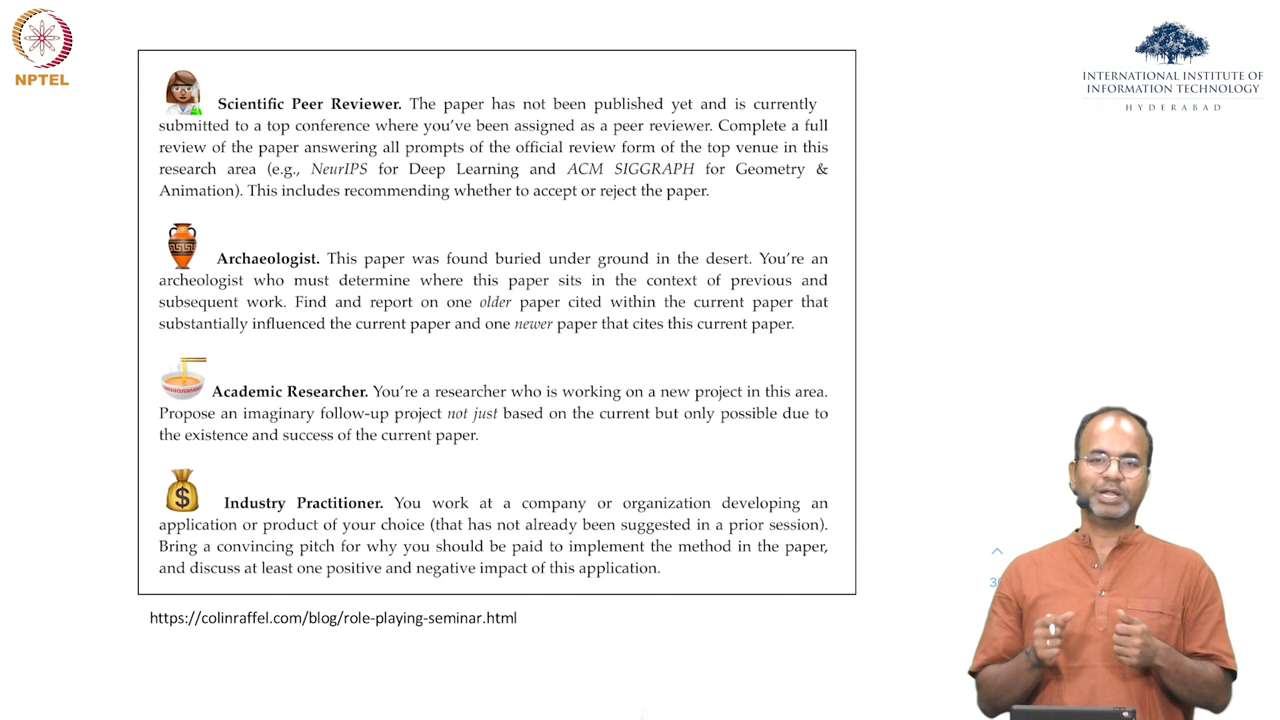 NPTEL
INTERNATIONAL INSTITUTE OF
INFORMATION TECHNOLOGY
HYDERABAD
Scientific Peer Reviewer. The paper has not been published yet and is currently
submitted to a top conference where you've been assigned as a peer reviewer. Complete a full
review of the paper answering all prompts of the official review form of the top venue in this
research area (e.g., NeurIPS for Deep Learning and ACM SIGGRAPH for Geometry &
Animation). This includes recommending whether to accept or reject the paper.
Archaeologist. This paper was found buried under ground in the desert. You're an
archeologist who must determine where this paper sits in the context of previous and
subsequent work. Find and report on one older paper cited within the current paper that
substantially influenced the current paper and one newer paper that cites this current paper.
Academic Researcher. You're a researcher who is working on a new project in this area.
Propose an imaginary follow-up project not just based on the current but only possible due to
the existence and success of the current paper.
$
Industry Practitioner. You work at a company or organization developing an
application or product of your choice (that has not already been suggested in a prior session).
Bring a convincing pitch for why you should be paid to implement the method in the paper,
and discuss at least one positive and negative impact of this application.
https://colinraffel.com/blog/role-playing-seminar.html